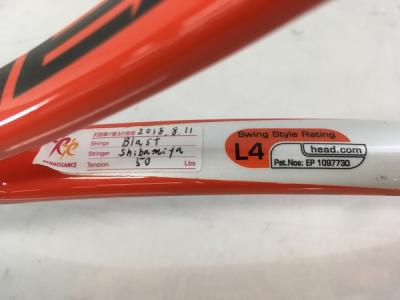 2018.8.11
Strings Blast
Stringer Shibamiya
Tension 50 Lbs
RENAISSANCE
Swing Style Rating
L4
head.com
Pat.Nos: EP 1097730